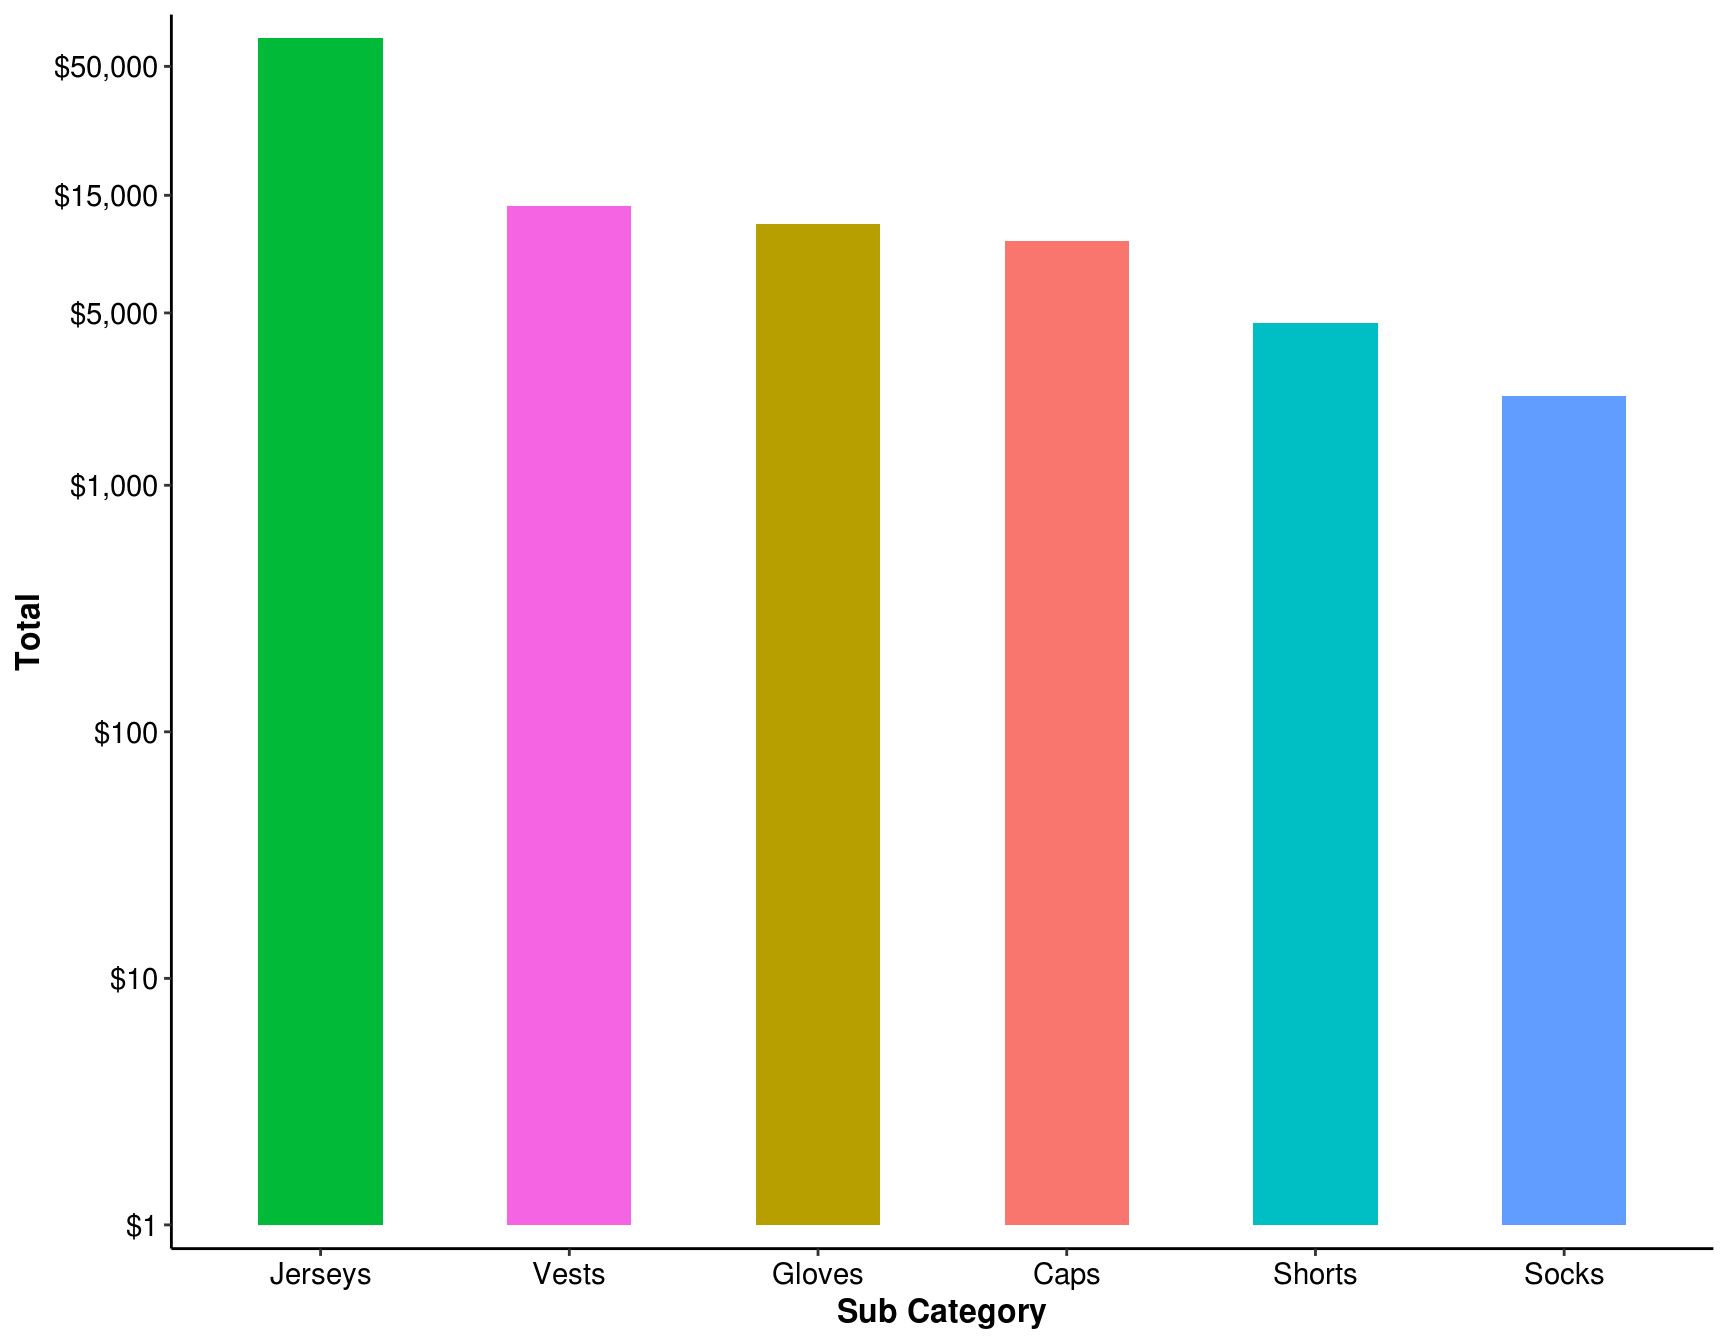 $50,000
$15,000
$5,000
$1,000
$100
$10
$1
Total
Jerseys Vests Gloves Caps Shorts Socks
Sub Category